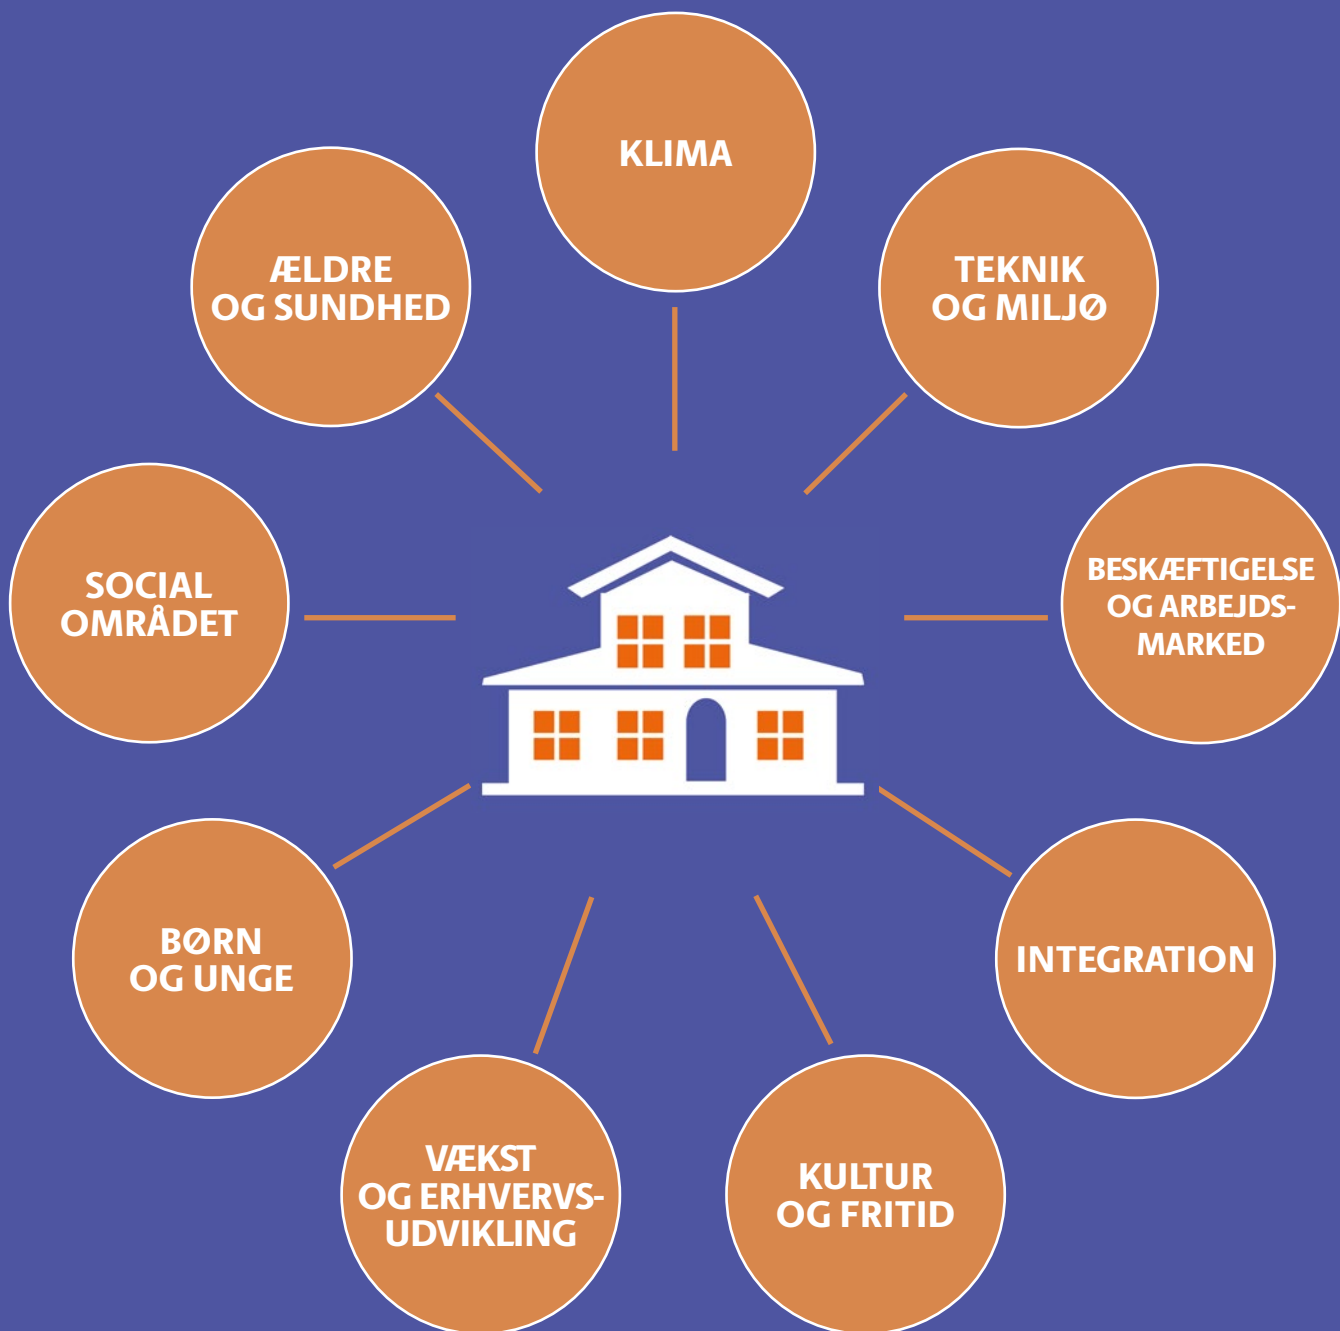 KLIMA
TEKNIK
OG MILJØ
BESKÆFTIGELSE
OG ARBEJDS-
MARKED
INTEGRATION
KULTUR
OG FRITID
VÆKST
OG ERHVERVS-
UDVIKLING
BØRN
OG UNGE
SOCIAL
OMRÅDET
ÆLDRE
OG SUNDHED